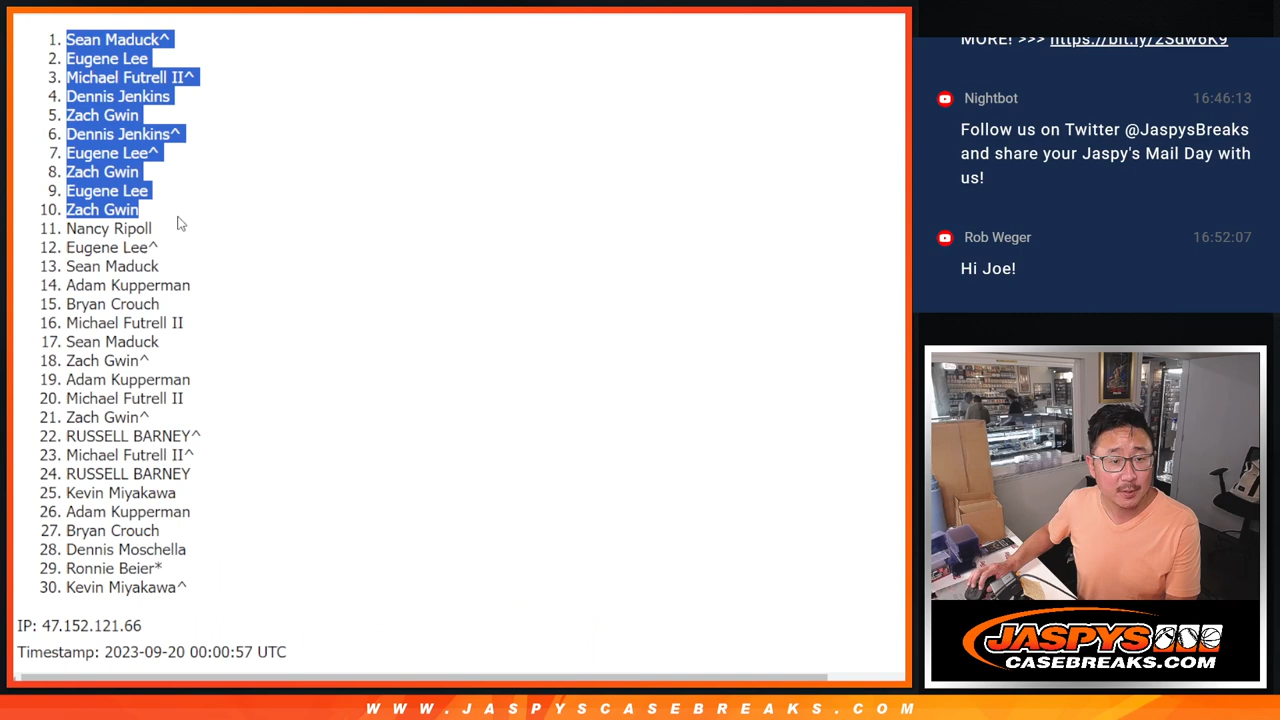 1. Sean Maduck^
2. Eugene Lee
3. Michael Futrell II^
4. Dennis Jenkins
5. Zach Gwin
6. Dennis Jenkins^
7. Eugene Lee^
8. Zach Gwin
9. Eugene Lee
10. Zach Gwin
11. Nancy Ripoll
12. Eugene Lee^
13. Sean Maduck
14. Adam Kupperman
15. Bryan Crouch
16. Michael Futrell II
17. Sean Maduck
18. Zach Gwin^
19. Adam Kupperman
20. Michael Futrell II
21. Zach Gwin^
22. RUSSELL BARNEY^
23. Michael Futrell II^
24. RUSSELL BARNEY
25. Kevin Miyakawa
26. Adam Kupperman
27. Bryan Crouch
28. Dennis Moschella
29. Ronnie Beier*
30. Kevin Miyakawa^
IP: 47.152.121.66
Timestamp: 2023-09-20 00:00:57 UTC
MORE! >>> https://bit.ly/2Sdw6K9
Nightbot 16:46:13
Follow us on Twitter @JaspysBreaks
and share your Jaspy's Mail Day with
us!
Rob Weger 16:52:07
Hi Joe!
JASPYS
CASEBREAKS.COM
WWW.JASPYSCASEBREAKS.COM